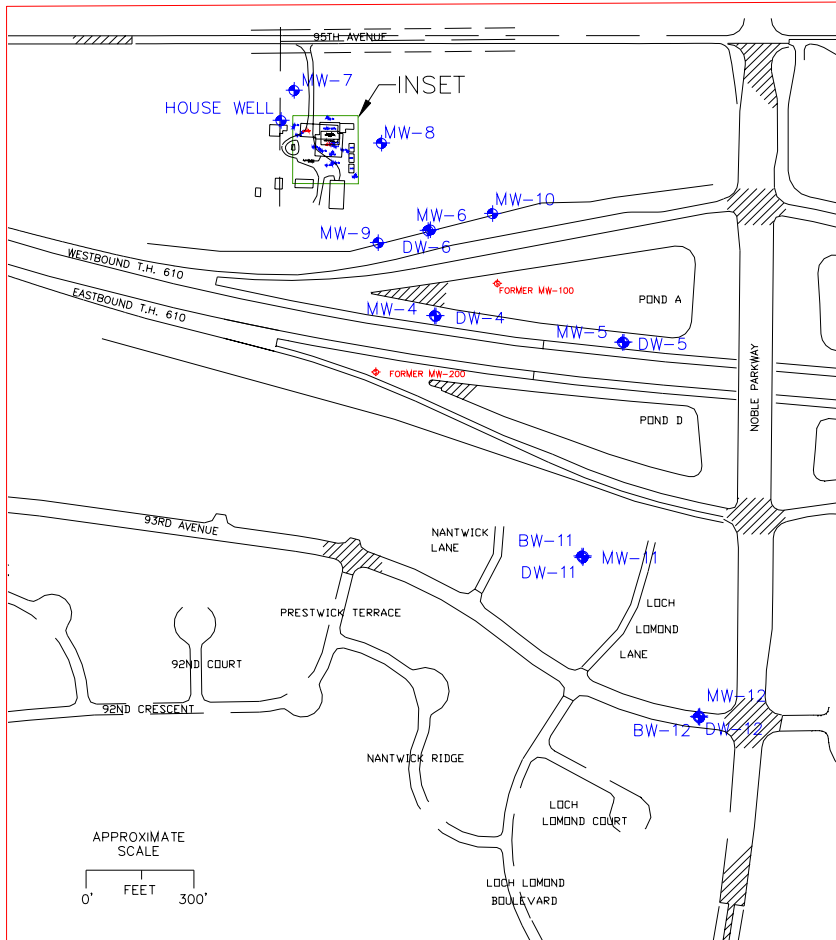 95TH AVENUE
MW-7
INSET
HOUSE WELL
MW-8
MW-10
MW-6
MW-9
DW-6
WESTBOUND T.H. 610
EASTBOUND T.H. 610
FORMER MW-100
POND A
MW-4
DW-4
MW-5
DW-5
FORMER MW-200
NOBLE PARKWAY
POND D
93RD AVENUE
NANTWICK
LANE
BW-11
MW-11
DW-11
LOCH
LOMOND
LANE
PRESTWICK TERRACE
92ND COURT
92ND CRESCENT
MW-12
BW-12
DW-12
NANTWICK RIDGE
LOCH
LOMOND COURT
APPROXIMATE
SCALE
FEET
0'
300'
LOCH LOMOND
BOULEVARD